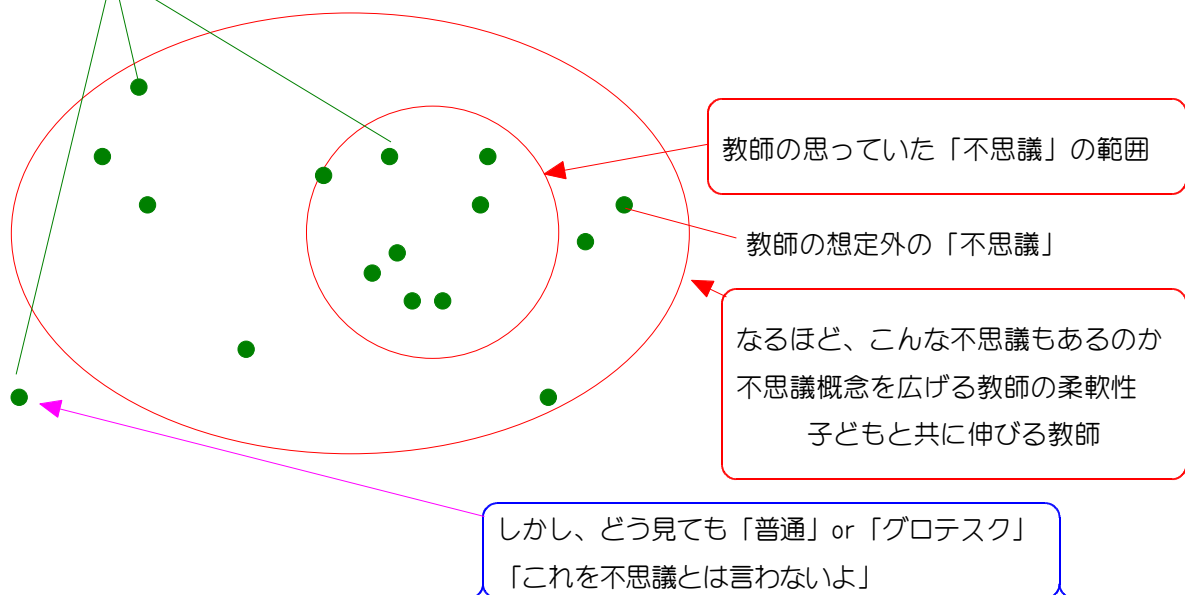 教師の思っていた「不思議」の範囲
教師の想定外の「不思議」
なるほど、こんな不思議もあるのか
不思議概念を広げる教師の柔軟性
子どもと共に伸びる教師
しかし、どう見ても「普通」or「グロテスク」
「これを不思議とは言わないよ」